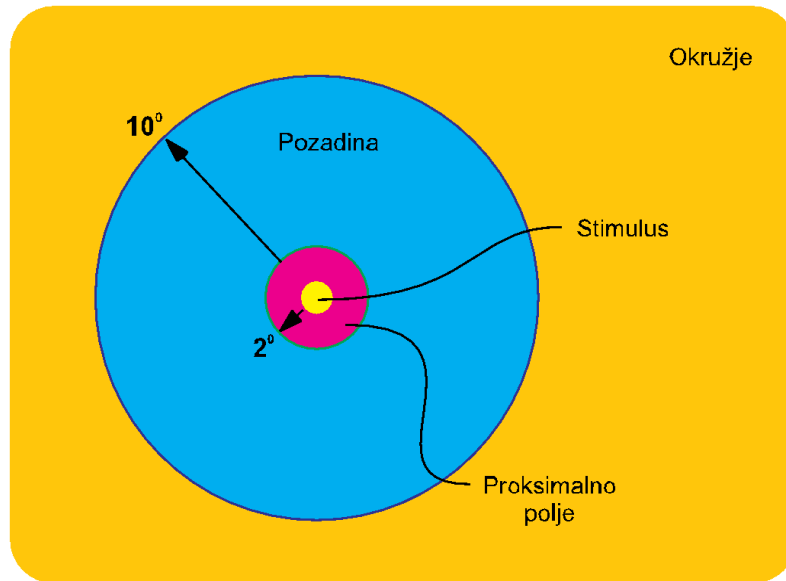 Okružje
10⁰
Pozadina
Stimulus
2⁰
Proksimalno
polje